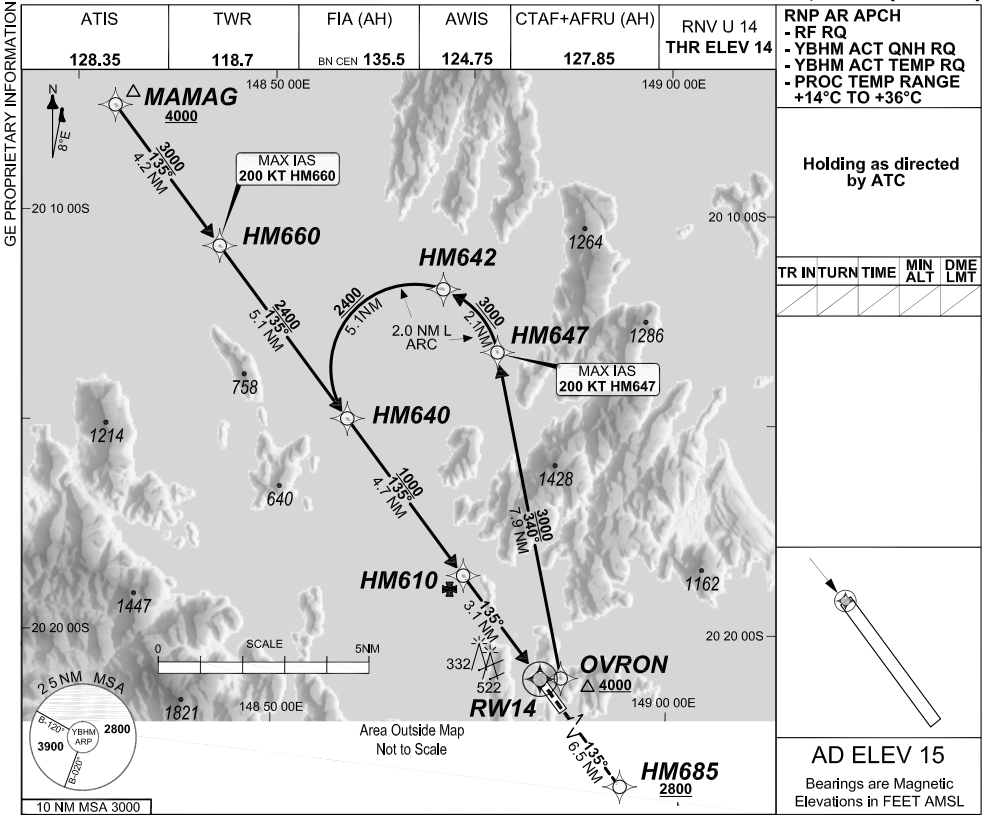 GE PROPRIETARY INFORMATION
ATIS
128.35
TWR
118.7
FIA (AH)
BN CEN 135.5
AWIS
124.75
CTAF+AFRU (AH)
127.85
RNV U 14
THR ELEV 14
RNP AR APCH
- RF RQ
- YBHM ACT QNH RQ
- YBHM ACT TEMP RQ
- PROC TEMP RANGE
+14°C TO +36°C
Holding as directed
by ATC
TR IN TURN TIME MIN ALT DME LMT
148 50 00E
149 00 00E
N
8°E
MAMAG
4000
3000
135°
4.2 NM
MAX IAS
200 KT HM660
20 10 00S
20 10 00S
HM660
1264
HM642
2400
135°
5.1 NM
2400
5.1NM
3000
2.1NM
2.0 NM L
ARC
HM647
1286
MAX IAS
200 KT HM647
758
HM640
1214
640
1428
1000
135°
4.7 NM
3000
340°
7.9 NM
HM610
1162
1447
135°
3.1 NM
20 20 00S
20 20 00S
SCALE
0
5NM
332
522
OVRON
4000
RW14
25NM MSA
B-120°
YBHM
ARP
2800
3900
B-020°
10 NM MSA 3000
1821
148 50 00E
149 00 00E
Area Outside Map
Not to Scale
135°
6.5 NM
HM685
2800
AD ELEV 15
Bearings are Magnetic
Elevations in FEET AMSL